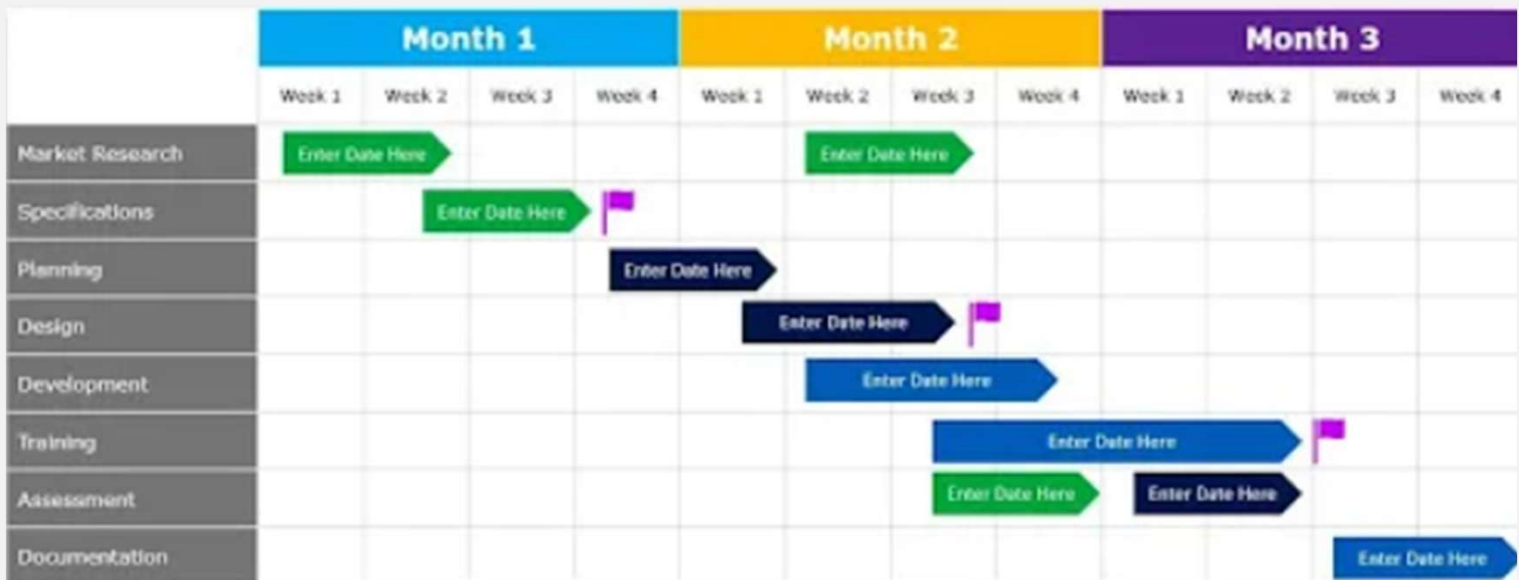 Month 1 Month 2 Month 3
Week 1 Week 2 Week 3 Week 4 Week 1 Week 2 Week 3 Week 4 Week 1 Week 2 Week 3 Week 4
Market Research Enter Date Here Enter Date Here
Specifications Enter Date Here
Planning Enter Date Here
Design Enter Date Here
Development Enter Date Here
Training Enter Date Here
Assessment Enter Date Here Enter Date Here
Documentation Enter Date Here